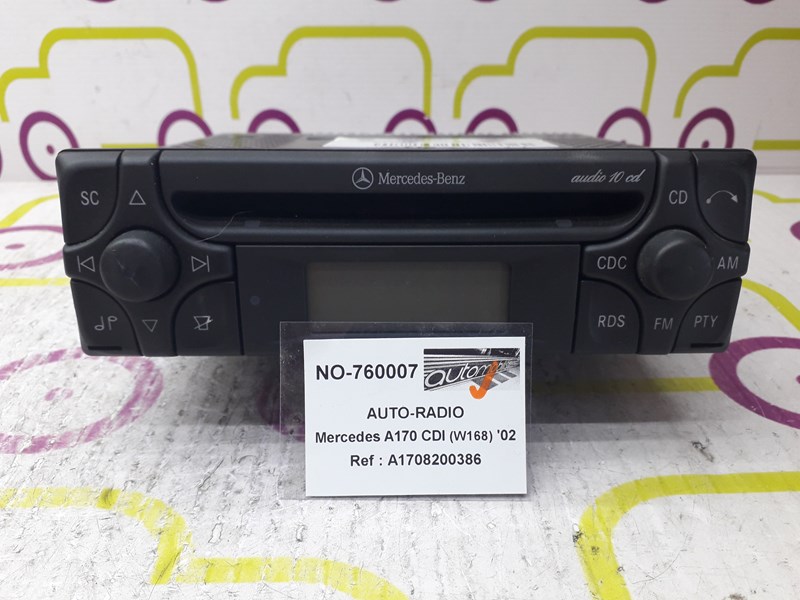 Mercedes-Benz
audio 10 cd
SC
CD
CDC
AM
RDS
FM
PTY
NO-760007
AUTO-RADIO
Mercedes A170 CDI (W168) '02
Ref : A1708200386